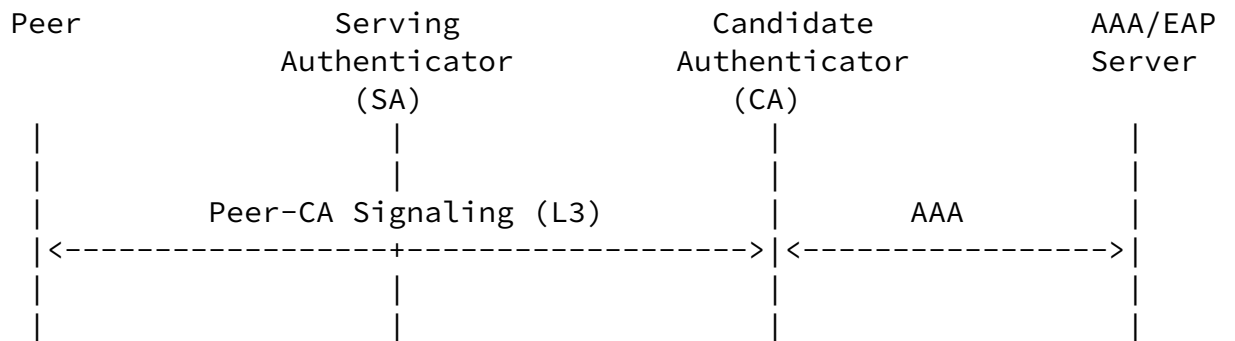 Peer Serving Candidate AAA/EAP
Authenticator Authenticator Server
(SA) (CA)
Peer-CA Signaling (L3) AAA